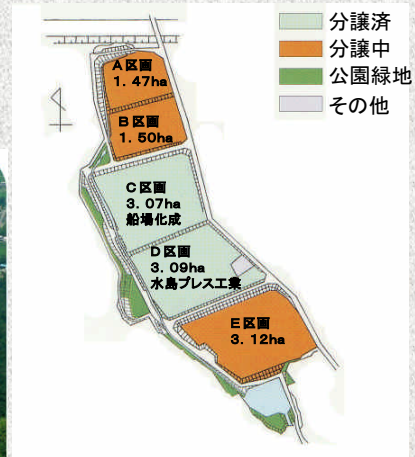 分譲済
分譲中
公園緑地
その他
A区画
1.47ha
B区画
1.50ha
C区画
3.07ha
船場化成
D区画
3.09ha
水島プレス工業
E区画
3.12ha